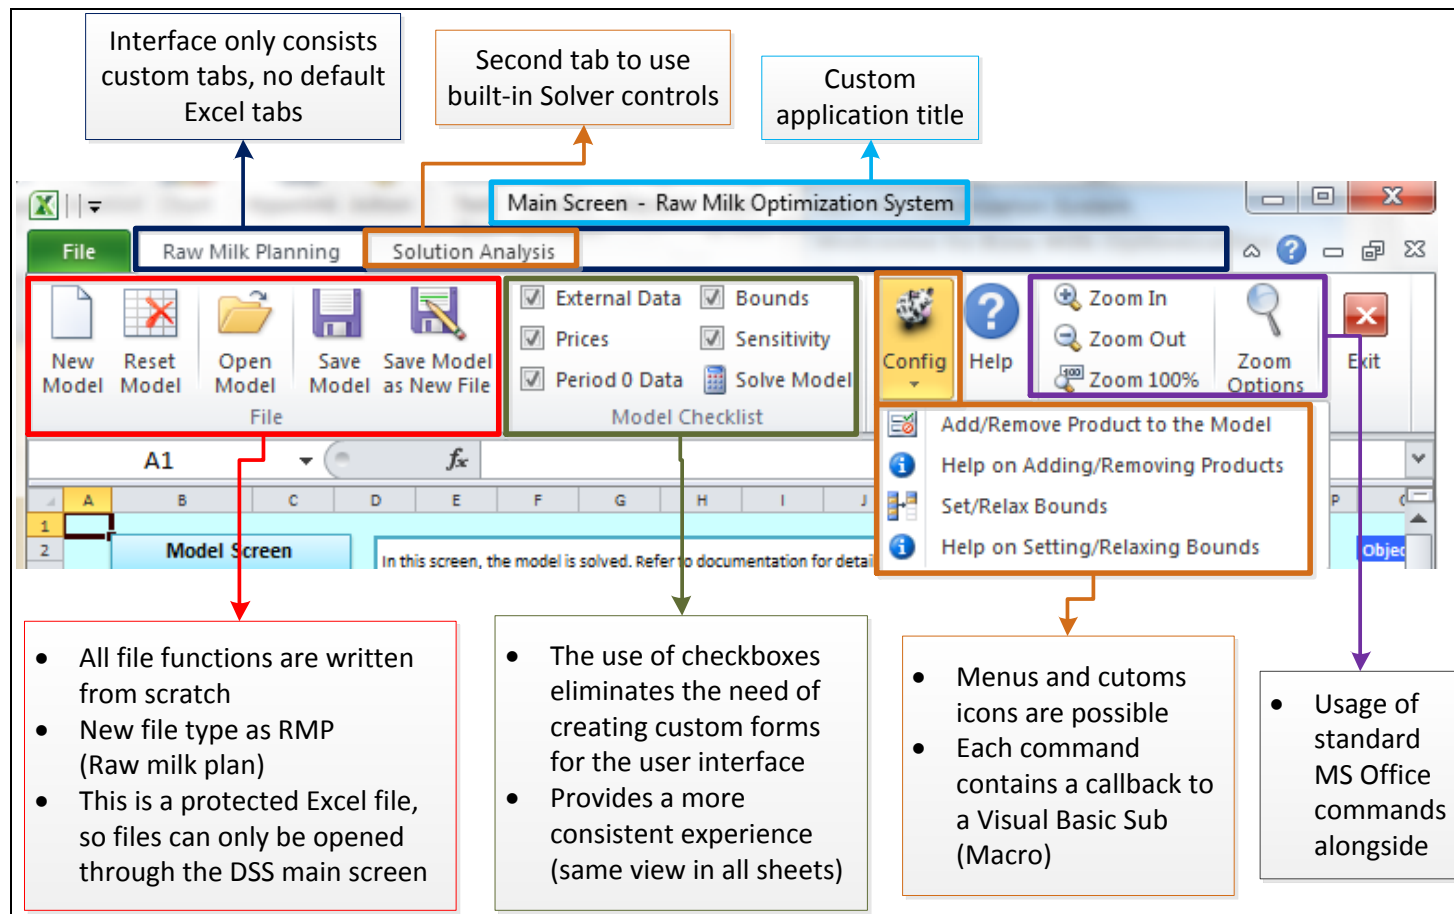 Interface only consists
custom tabs, no default
Excel tabs
Second tab to use
built-in Solver controls
Custom
application title
Main Screen - Raw Milk Optimization System
File
Raw Milk Planning
Solution Analysis
New
Model
Reset
Model
Open
Model
Save
Model
Save Model
as New File
File
External Data
Bounds
Prices
Sensitivity
Period 0 Data
Solve Model
Model Checklist
Config
Help
Zoom In
Zoom Out
100
Zoom 100%
Zoom
Options
Exit
Add/Remove Product to the Model
Help on Adding/Removing Products
Set/Relax Bounds
Help on Setting/Relaxing Bounds
A1
fx
A B C D E F G H I J P
1
2
Model Screen
In this screen, the model is solved. Refer to documentation for detai
Objec
• All file functions are written
from scratch
• New file type as RMP
(Raw milk plan)
• This is a protected Excel file,
so files can only be opened
through the DSS main screen
• The use of checkboxes
eliminates the need of
creating custom forms
for the user interface
• Provides a more
consistent experience
(same view in all sheets)
• Menus and cutoms
icons are possible
• Each command
contains a callback to
a Visual Basic Sub
(Macro)
• Usage of
standard
MS Office
commands
alongside